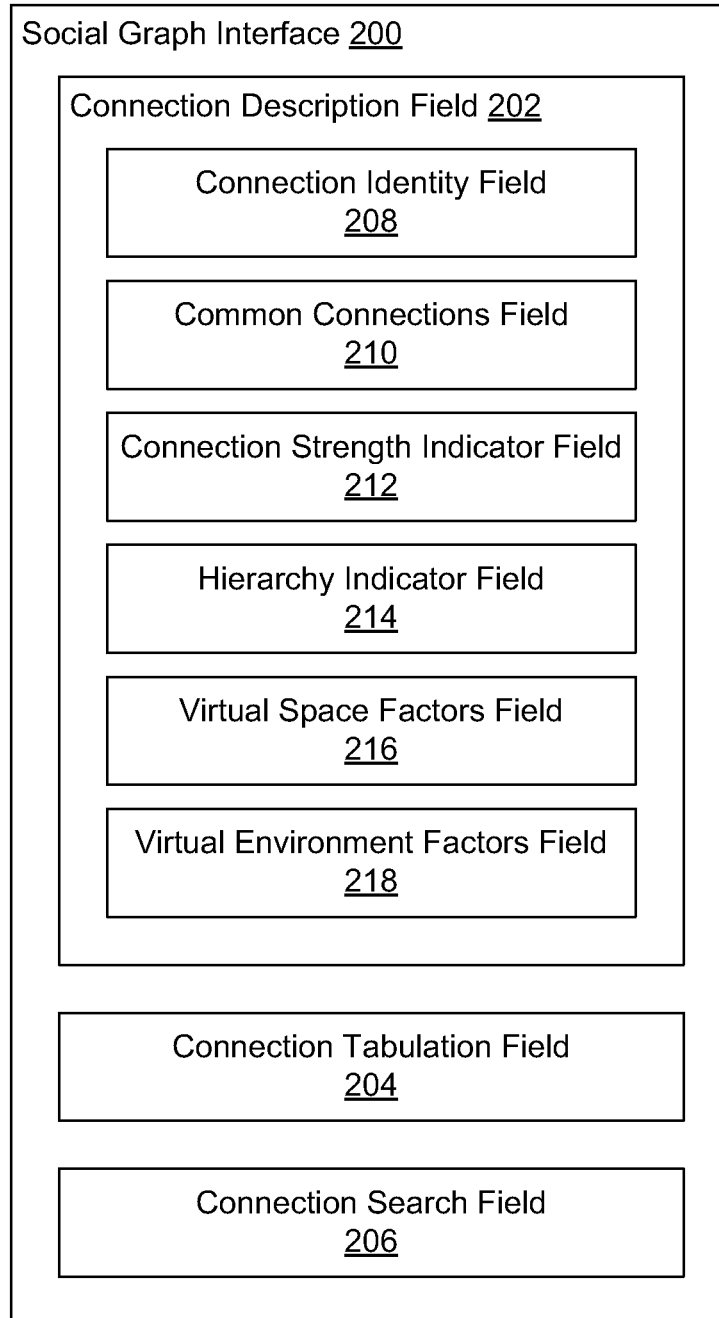 Social Graph Interface 200
Connection Description Field 202
Connection Identity Field
208
Common Connections Field
210
Connection Strength Indicator Field
212
Hierarchy Indicator Field
214
Virtual Space Factors Field
216
Virtual Environment Factors Field
218
Connection Tabulation Field
204
Connection Search Field
206